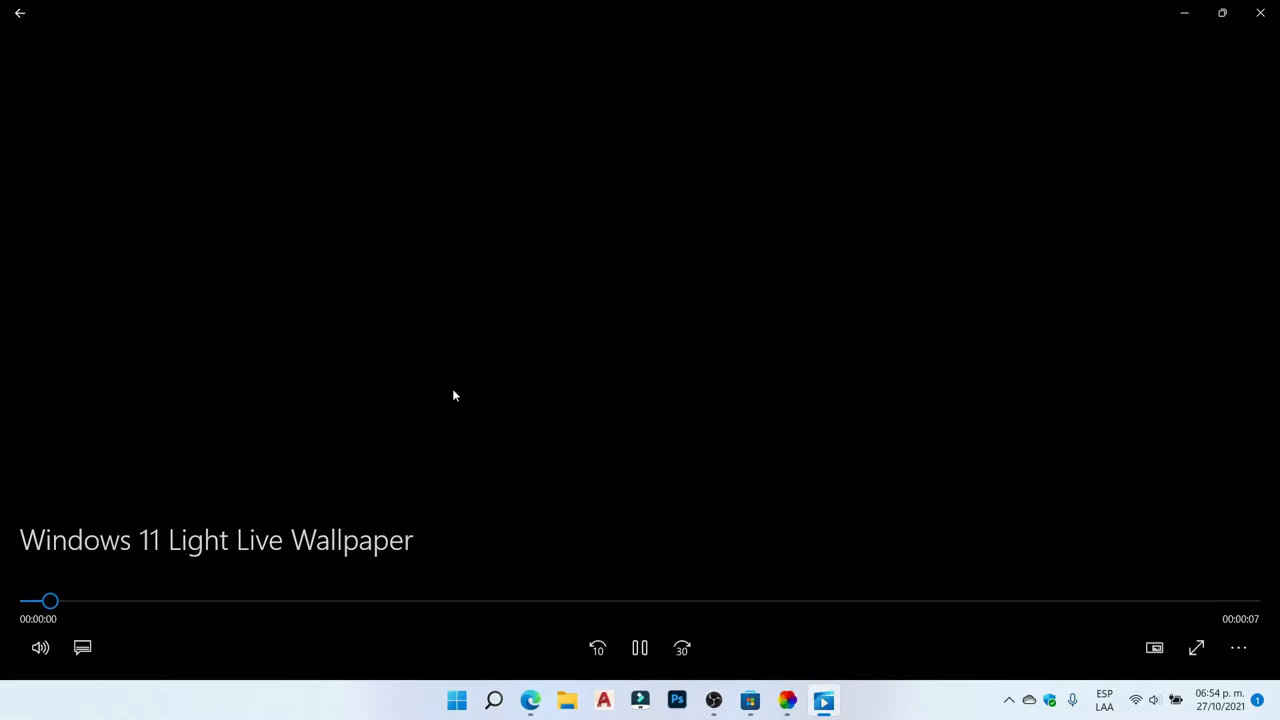 Windows 11 Light Live Wallpaper
00:00:00
00:00:07
10
30
A
Ps
ESP
LAA
06:54 p. m.
27/10/2021
1